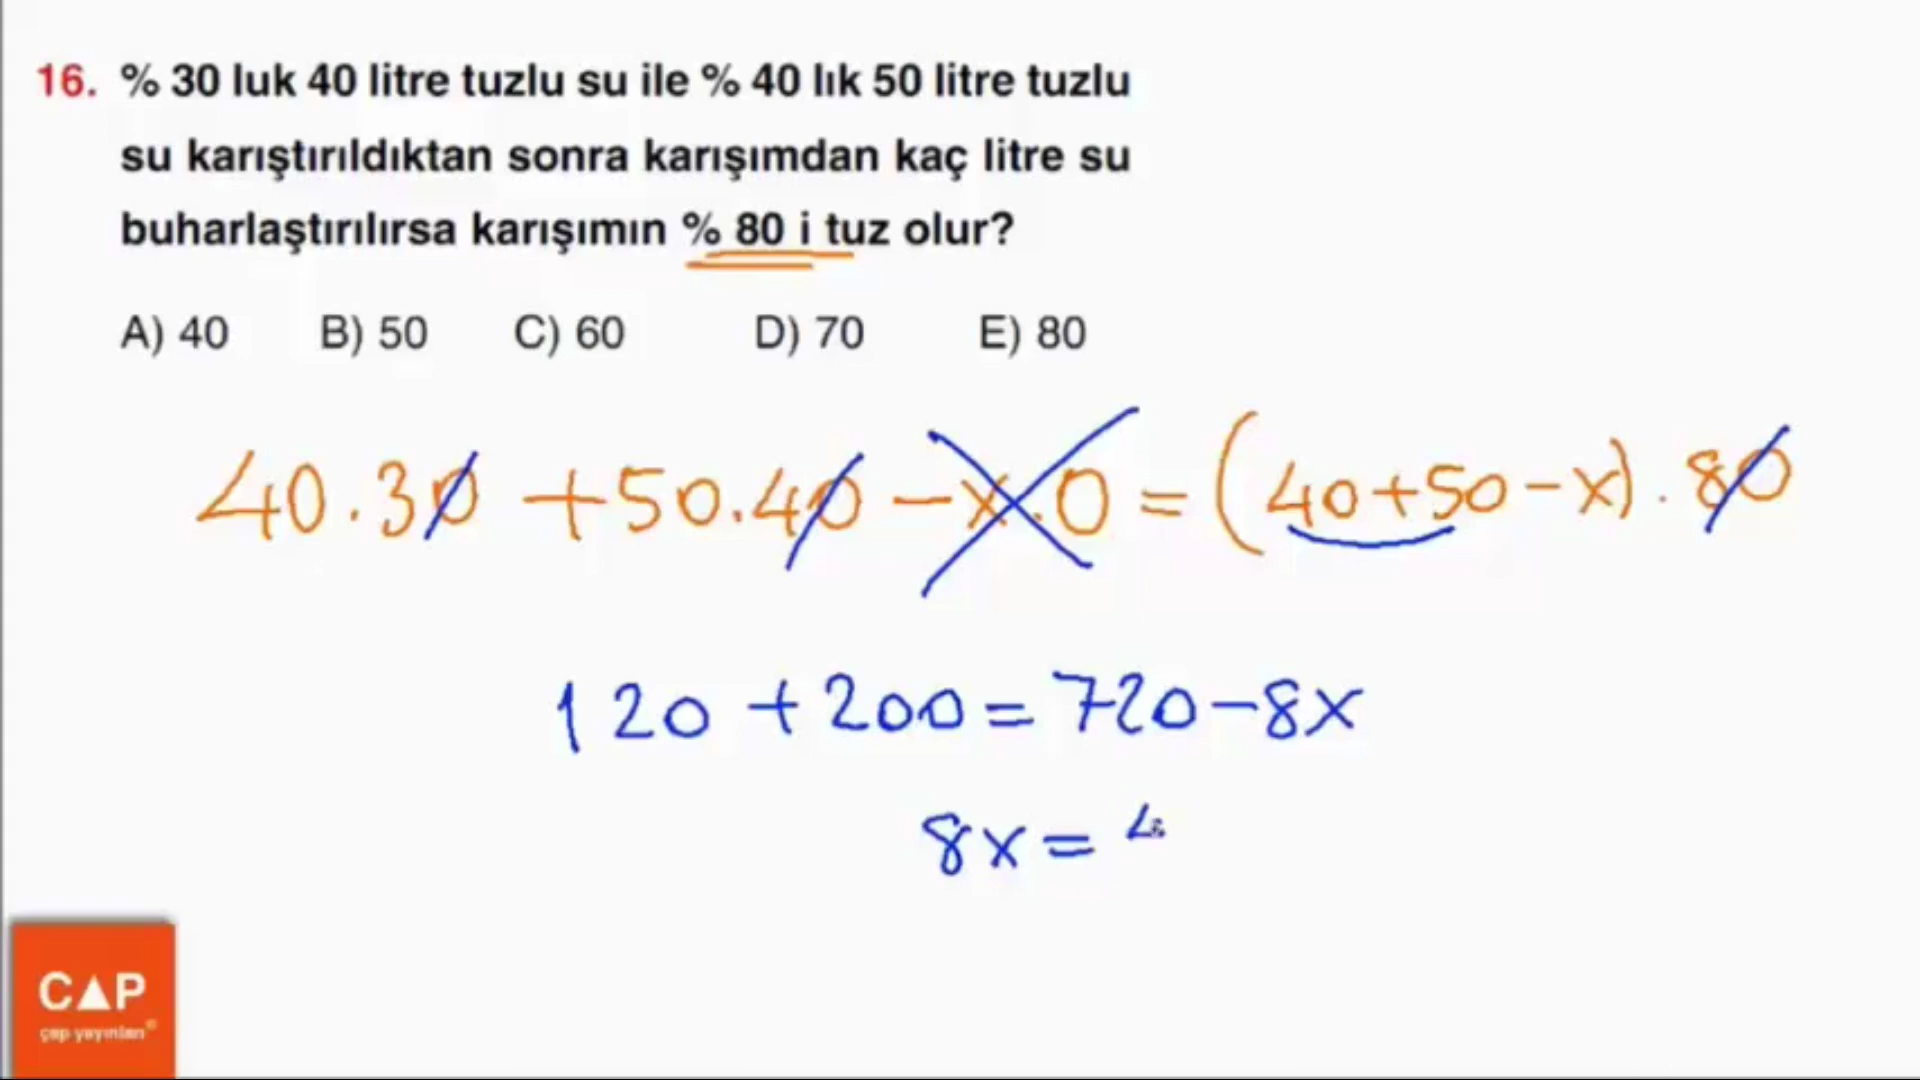 16. % 30 luk 40 litre tuzlu su ile % 40 lık 50 litre tuzlu
su karıştırıldıktan sonra karışımdan kaç litre su
buharlaştırılırsa karışımın % 80 i tuz olur?
A) 40 B) 50 C) 60 D) 70 E) 80
40.30 + 50.40 - x.0 = (40+50-x).80
120 + 200 = 720 - 8x
8x = 4
CAP
çap yayınları®